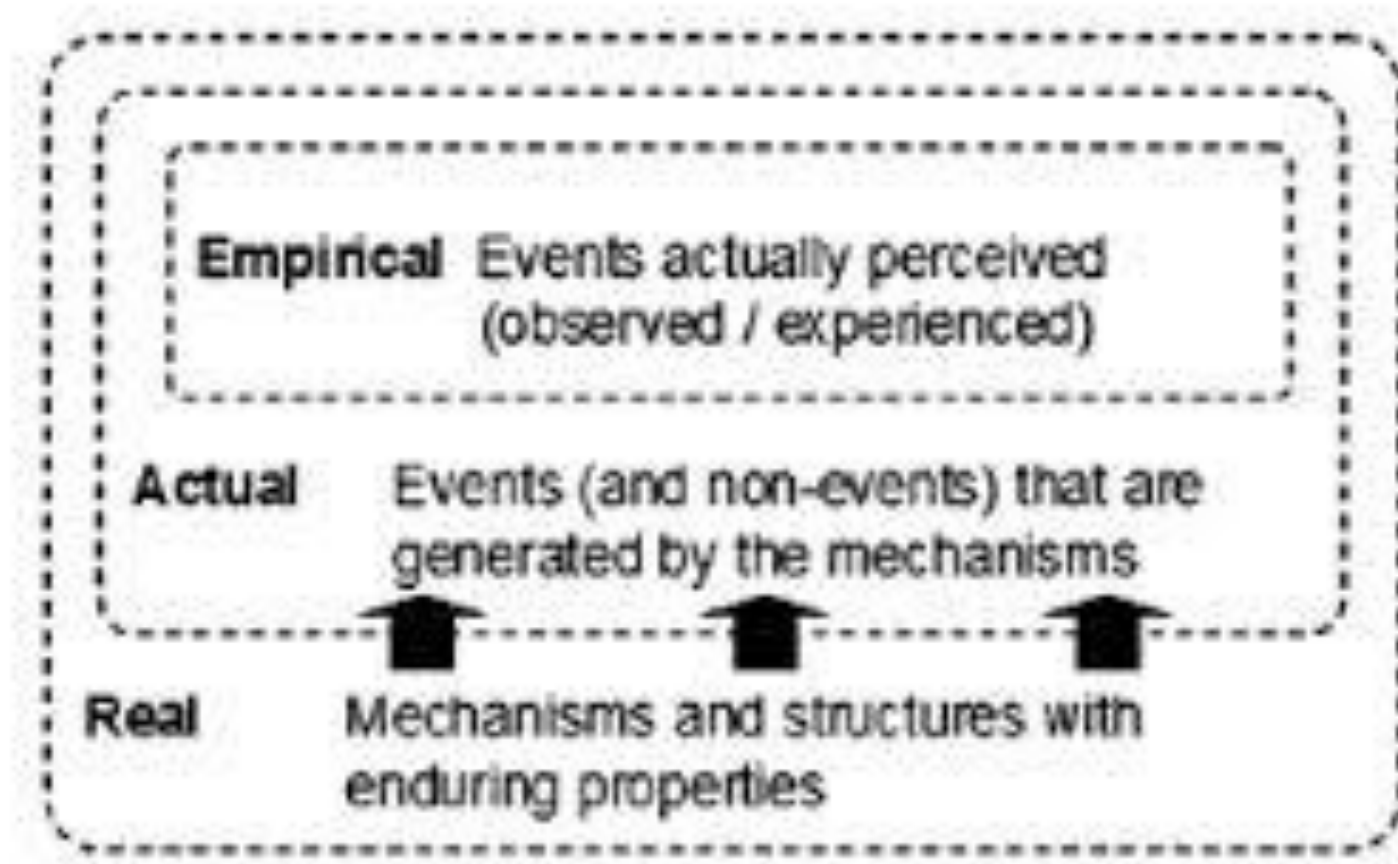 Empirical Events actually perceived
(observed / experienced)
Actual Events (and non-events) that are
generated by the mechanisms
Real Mechanisms and structures with
enduring properties